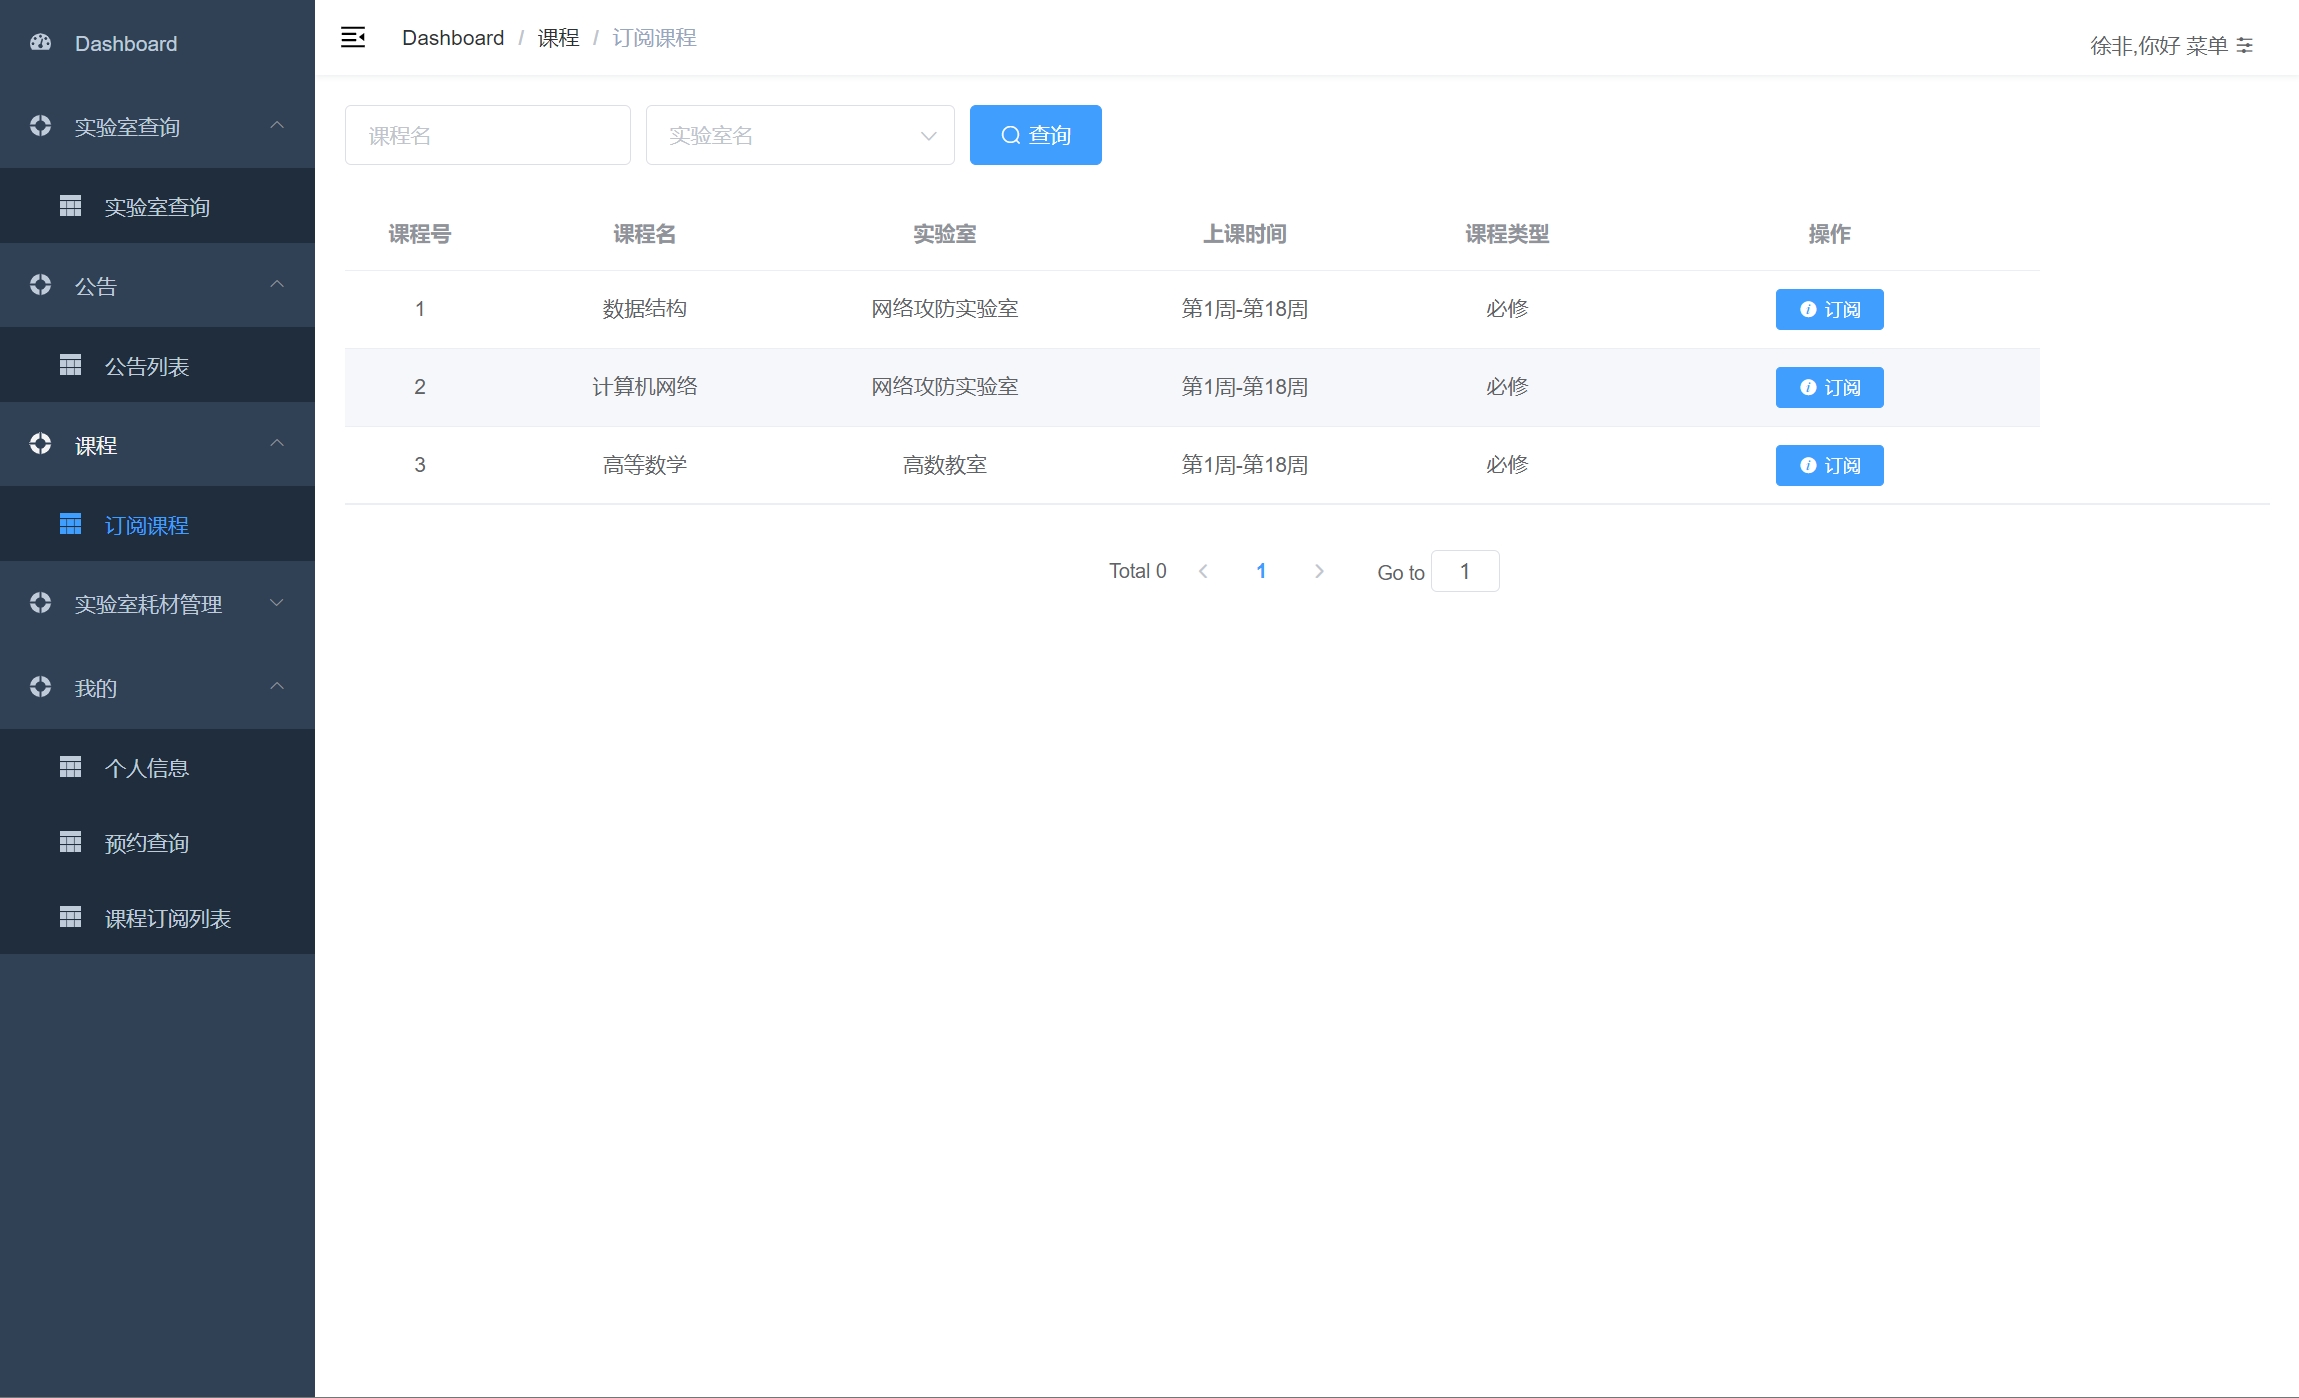 Dashboard
实验室查询
实验室查询
公告
公告列表
课程
订阅课程
实验室耗材管理
我的
个人信息
预约查询
课程订阅列表
Dashboard / 课程 / 订阅课程
徐非,你好 菜单
课程名 实验室名 查询
课程号 课程名 实验室 上课时间 课程类型 操作
1 数据结构 网络攻防实验室 第1周-第18周 必修 订阅
2 计算机网络 网络攻防实验室 第1周-第18周 必修 订阅
3 高等数学 高数教室 第1周-第18周 必修 订阅
Total 0 1 Go to 1